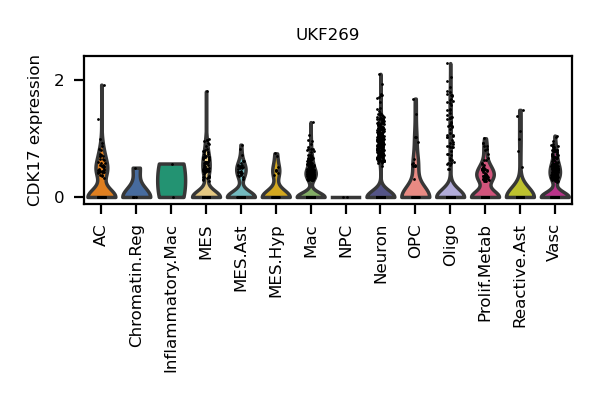 UKF269
CDK17 expression
2
0
AC
Chromatin.Reg
Inflammatory.Mac
MES
MES.Ast
MES.Hyp
Mac
NPC
Neuron
OPC
Oligo
Prolif.Metab
Reactive.Ast
Vasc